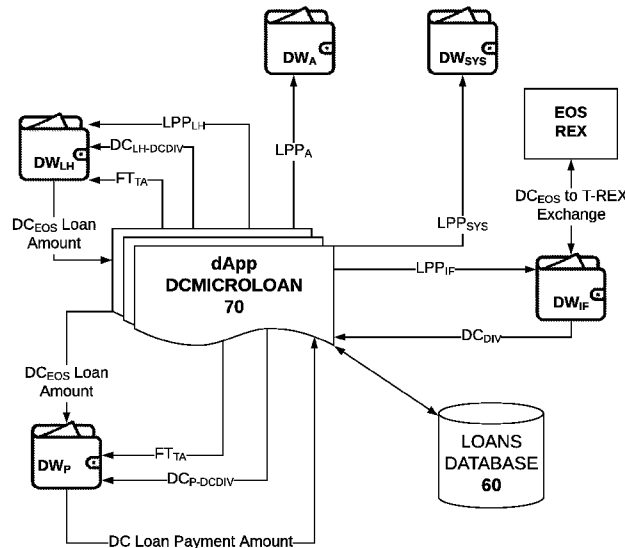 DWA
DWSYS
EOS
REX
LPPLH
DCLH-DCDIV
FTTA
DWLH
LPPA
DCEOS to T-REX
Exchange
LPPSYS
DCEOS Loan
Amount
dApp
DCMICROLOAN
70
LPPIF
DWIF
DCDIV
DCEOS Loan
Amount
LOANS
DATABASE
60
DWP
FTTA
DCP-DCDIV
DC Loan Payment Amount